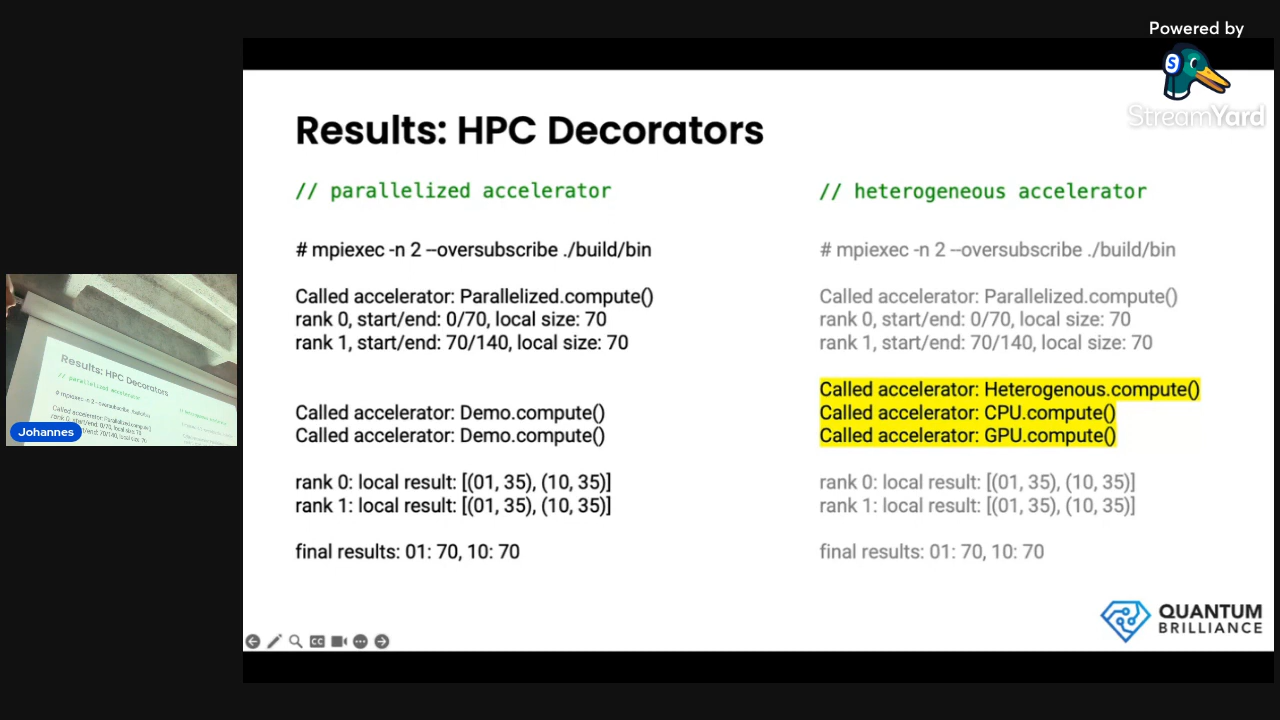 Powered by
StreamYard
Results: HPC Decorators
// parallelized accelerator
# mpiexec -n 2 --oversubscribe ./build/bin
Called accelerator: Parallelized.compute()
rank 0, start/end: 0/70, local size: 70
rank 1, start/end: 70/140, local size: 70
Called accelerator: Demo.compute()
Called accelerator: Demo.compute()
rank 0: local result: [(01, 35), (10, 35)]
rank 1: local result: [(01, 35), (10, 35)]
final results: 01: 70, 10: 70
// heterogeneous accelerator
# mpiexec -n 2 --oversubscribe ./build/bin
Called accelerator: Parallelized.compute()
rank 0, start/end: 0/70, local size: 70
rank 1, start/end: 70/140, local size: 70
Called accelerator: Heterogenous.compute()
Called accelerator: CPU.compute()
Called accelerator: GPU.compute()
rank 0: local result: [(01, 35), (10, 35)]
rank 1: local result: [(01, 35), (10, 35)]
final results: 01: 70, 10: 70
QUANTUM
BRILLIANCE
CC
Results: HPC Decorators
// parallelized accelerator
Johannes